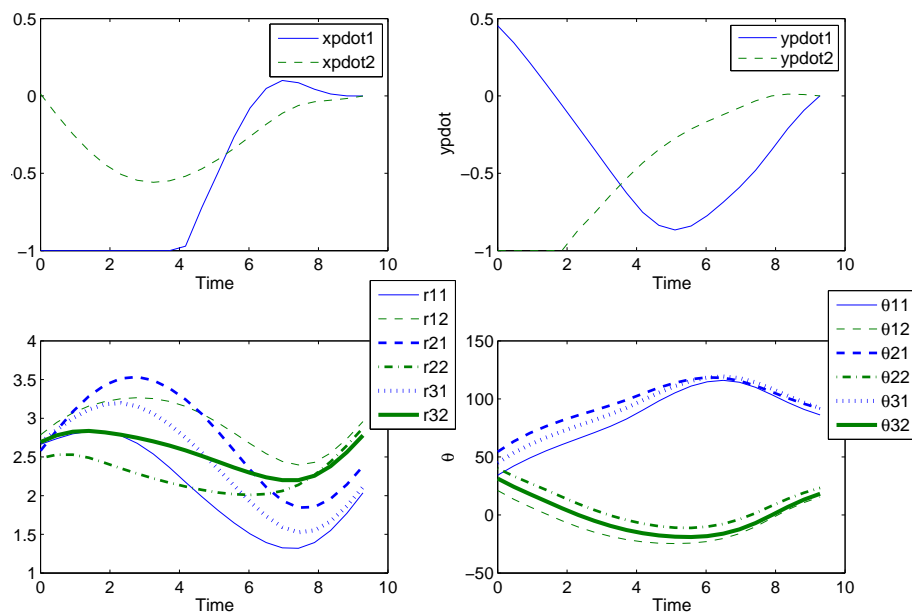 0.5
0
-0.5
-1
0
2
4
6
8
10
Time
xpdot1
xpdot2
0.5
0
−0.5
−1
0
2
4
6
8
10
Time
ypdot
ypdot1
ypdot2
4
3.5
3
2.5
2
1.5
1
0
2
4
6
8
10
Time
r11
r12
r21
r22
r31
r32
150
100
50
0
−50
0
2
4
6
8
10
Time
θ
θ11
θ12
θ21
θ22
θ31
θ32